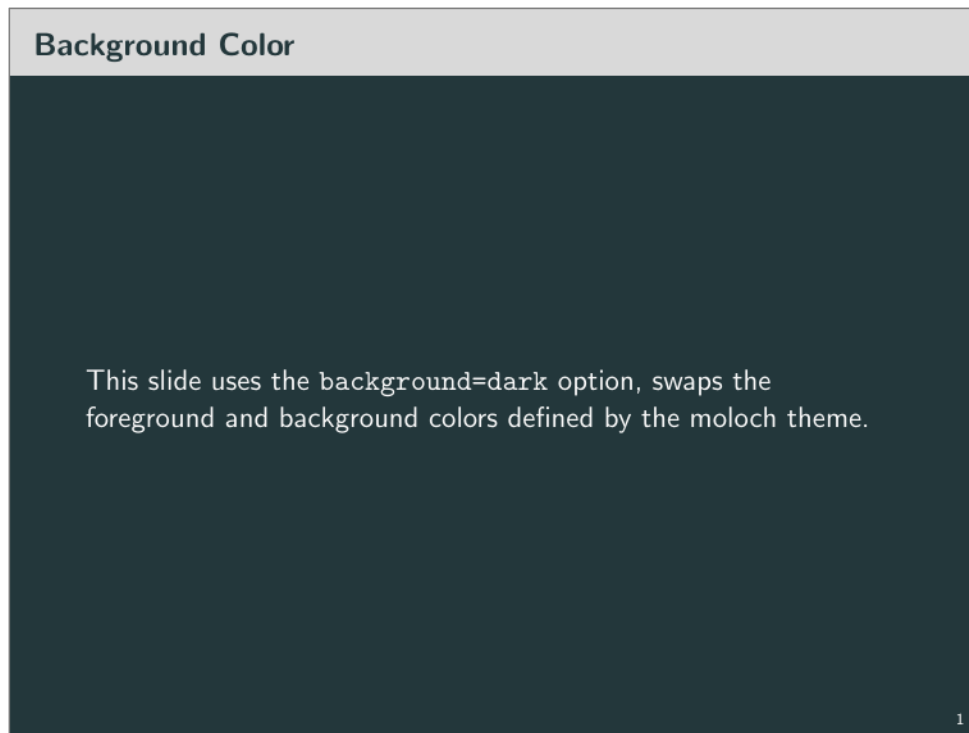 Background Color
This slide uses the background=dark option, swaps the
foreground and background colors defined by the moloch theme.
1